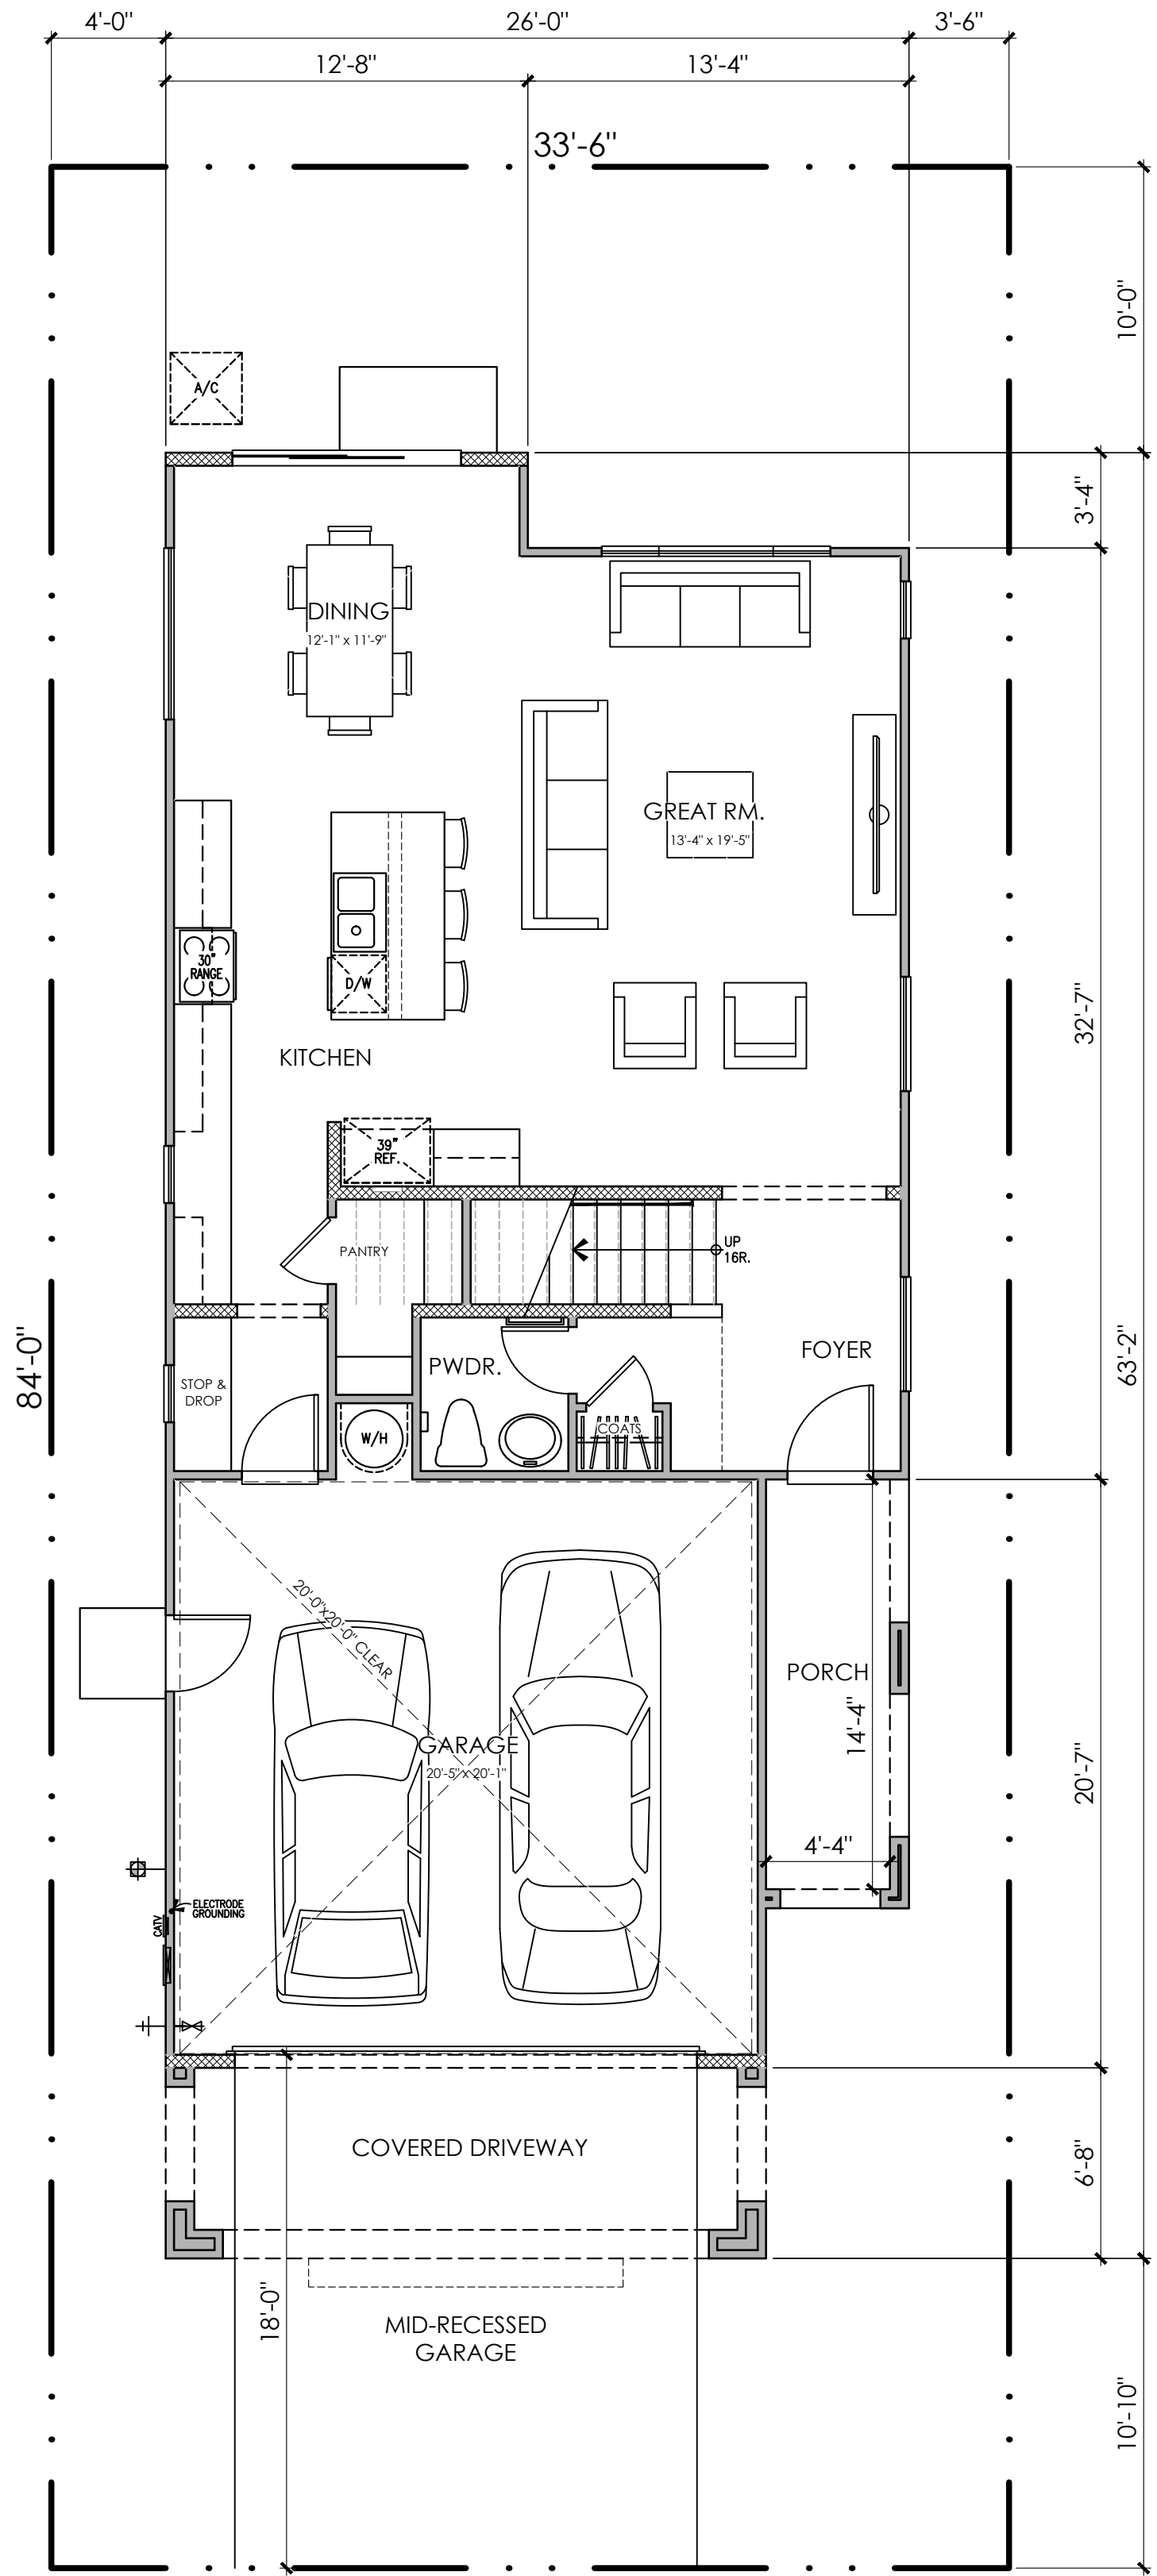 4'-0"
26'-0"
3'-6"
12'-8"
13'-4"
33'-6"
10'-0"
A/C
3'-4"
DINING
12'-1" x 11'-9"
GREAT RM.
13'-4" x 19'-5"
30"
RANGE
D/W
KITCHEN
32'-7"
39"
REF.
PANTRY
UP
16R.
84'-0"
63'-2"
STOP &
DROP
PWDR.
FOYER
W/H
COATS
20'-0"x20'-0" CLEAR
PORCH
14'-4"
GARAGE
20'-5" x 20'-1"
20'-7"
4'-4"
ELECTRODE
GROUNDING
CATV
COVERED DRIVEWAY
6'-8"
18'-0"
MID-RECESSED
GARAGE
10'-10"